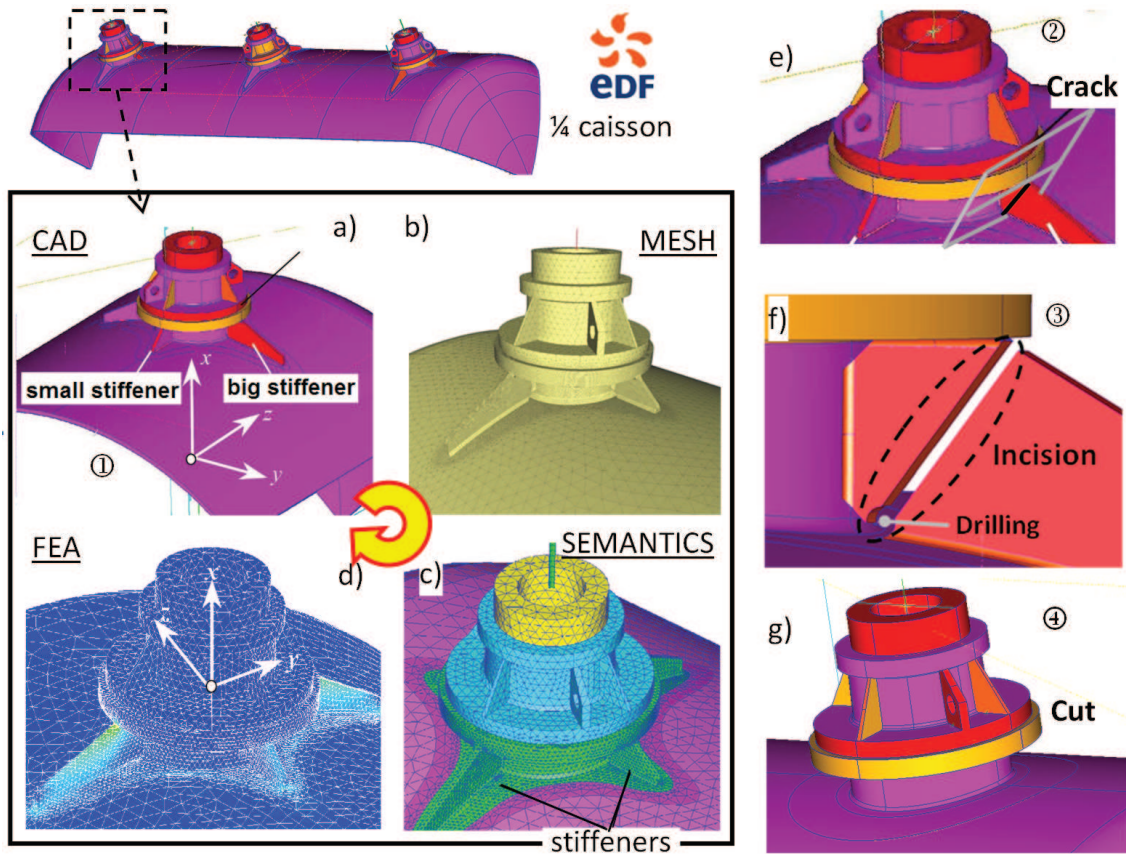 eDF
¼ caisson
CAD
a)
b)
MESH
small stiffener
big stiffener
x
z
y
①
FEA
d)
SEMANTICS
c)
x
z
y
stiffeners
e)
②
Crack
f)
③
Incision
Drilling
g)
④
Cut